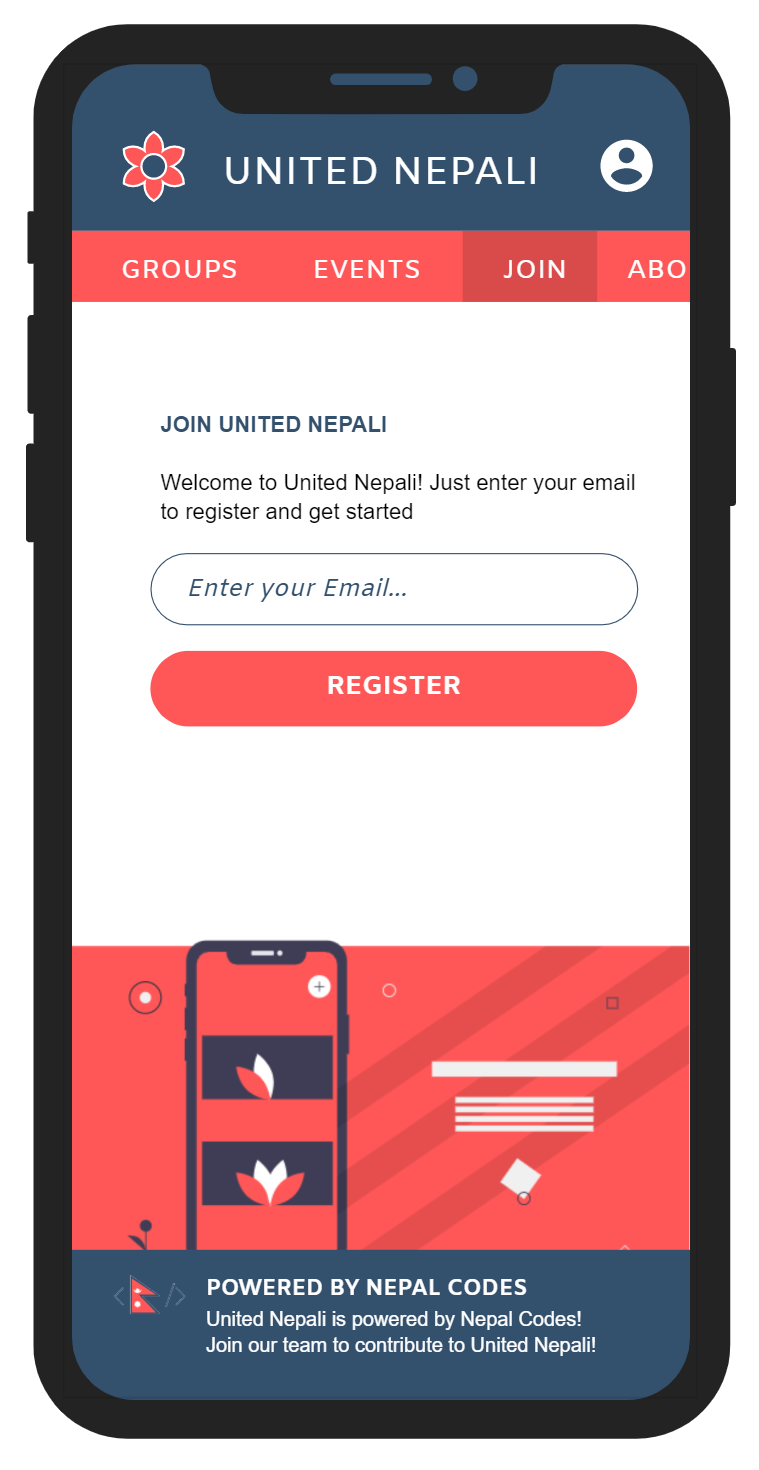 UNITED NEPALI
GROUPS EVENTS JOIN ABO
JOIN UNITED NEPALI
Welcome to United Nepali! Just enter your email
to register and get started
Enter your Email...
REGISTER
POWERED BY NEPAL CODES
United Nepali is powered by Nepal Codes!
Join our team to contribute to United Nepali!